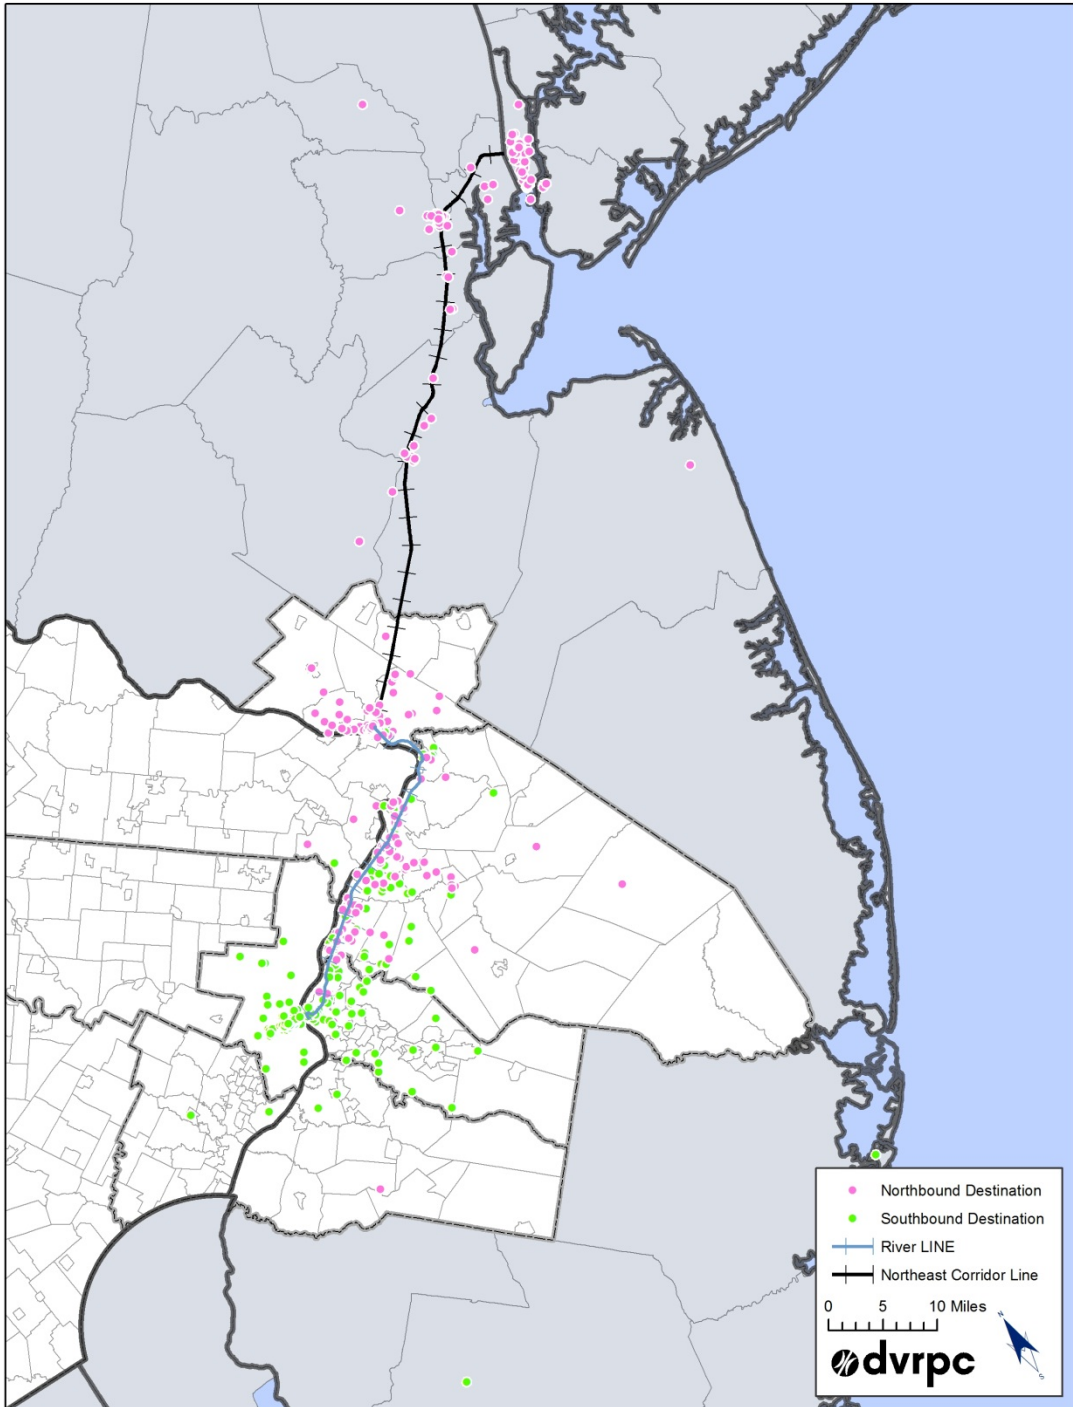 Northbound Destination
Southbound Destination
River LINE
Northeast Corridor Line
0 5 10 Miles
N
S
dvrpc